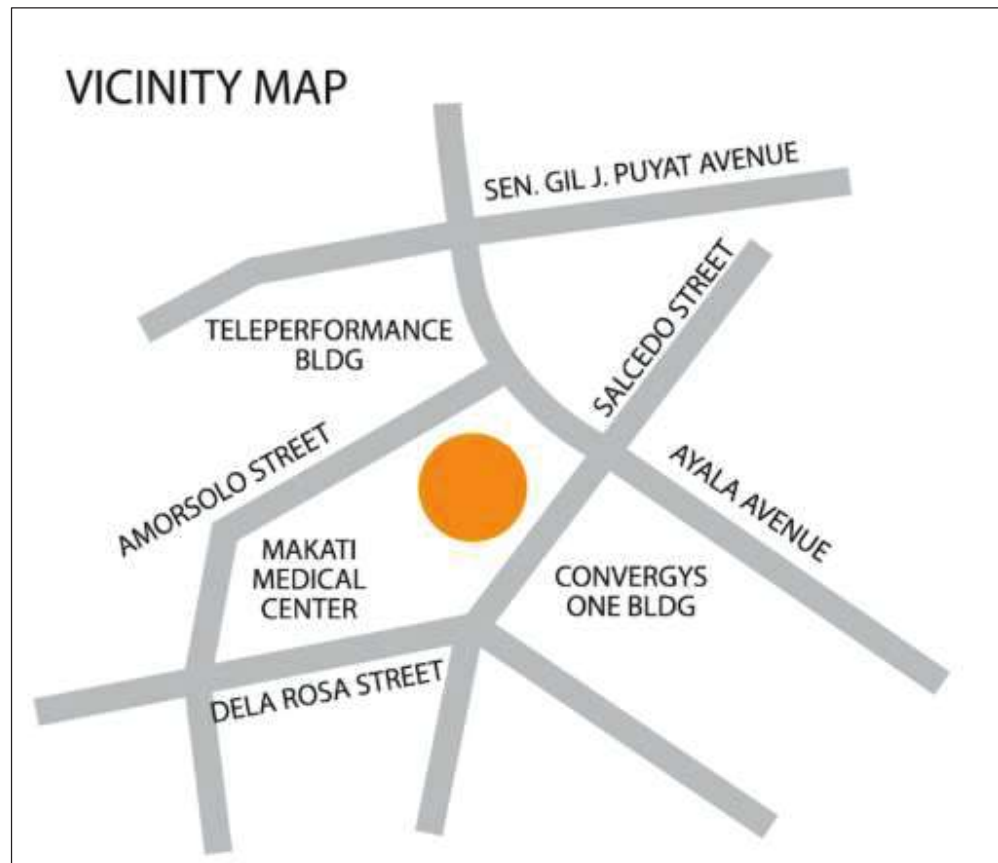 VICINITY MAP
SEN. GIL J. PUYAT AVENUE
SALCEDO STREET
TELEPERFORMANCE
BLDG
AMORSOLO STREET
AYALA AVENUE
MAKATI
MEDICAL
CENTER
CONVERGYS
ONE BLDG
DELA ROSA STREET